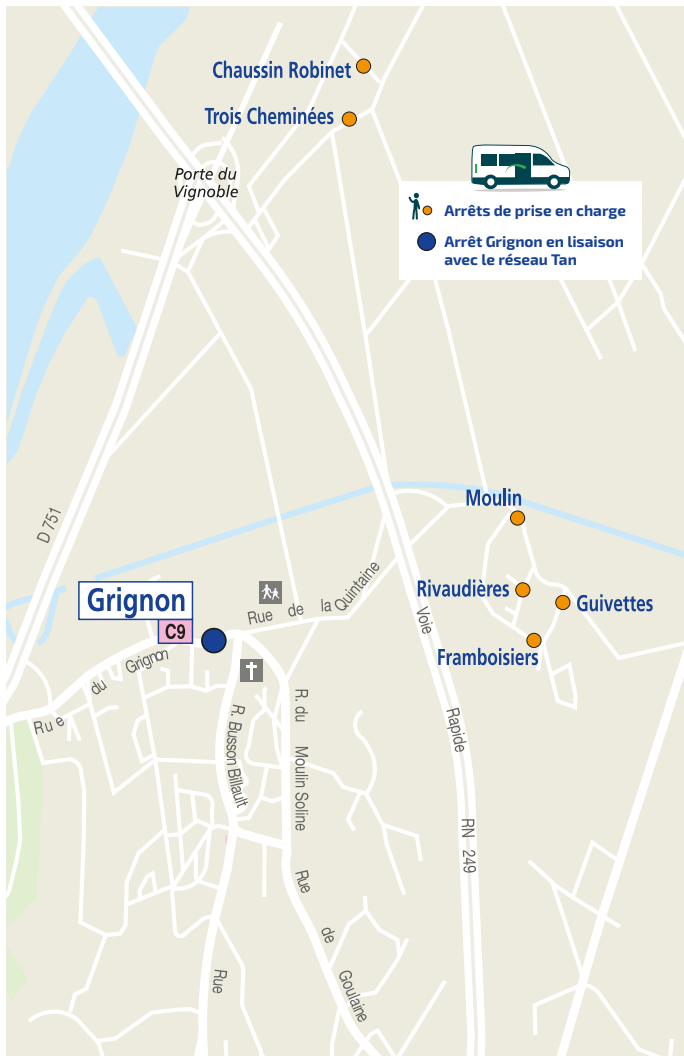 Chaussin Robinet
Trois Cheminées
Porte du
Vignoble
Arrêts de prise en charge
Arrêt Grignon en lisaison
avec le réseau Tan
D 751
Moulin
Rivaudières
Guivettes
Framboisiers
Grignon
C9
Rue de la Quintaine
Rue du Grignon
Voie Rapide RN 249
R. Busson Billault
R. du Moulin Soline
Rue de Goulaine
Rue